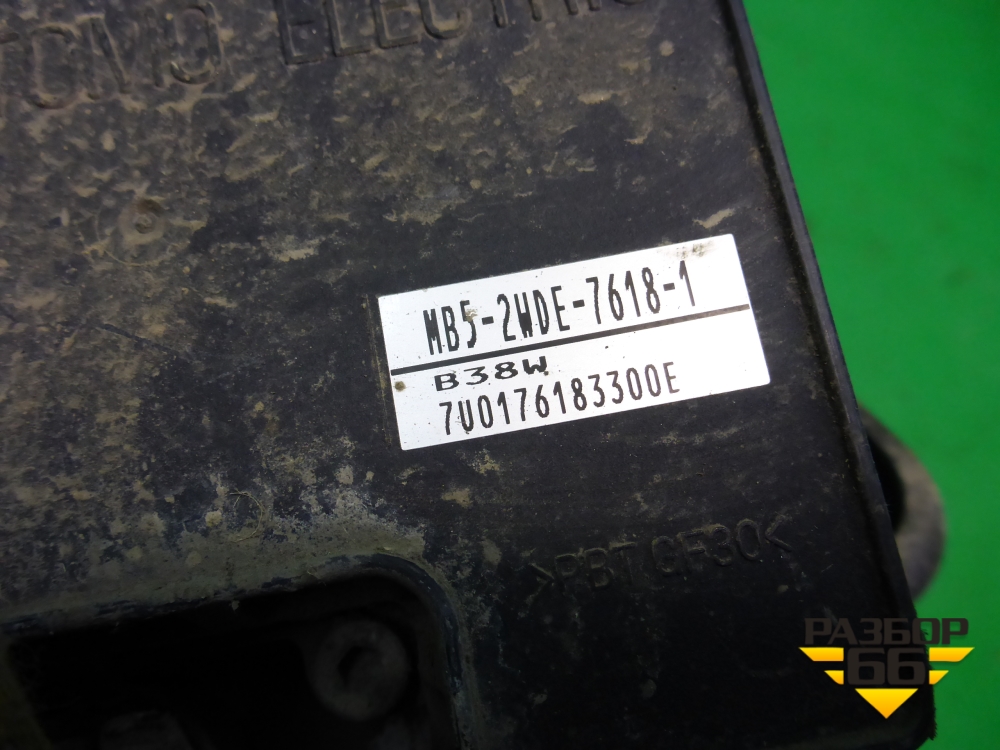 ELECTRIC
MB5-2WDE-7618-1
B38W
7U0176183300E
>PBT GF30<
РАЗБОР
66